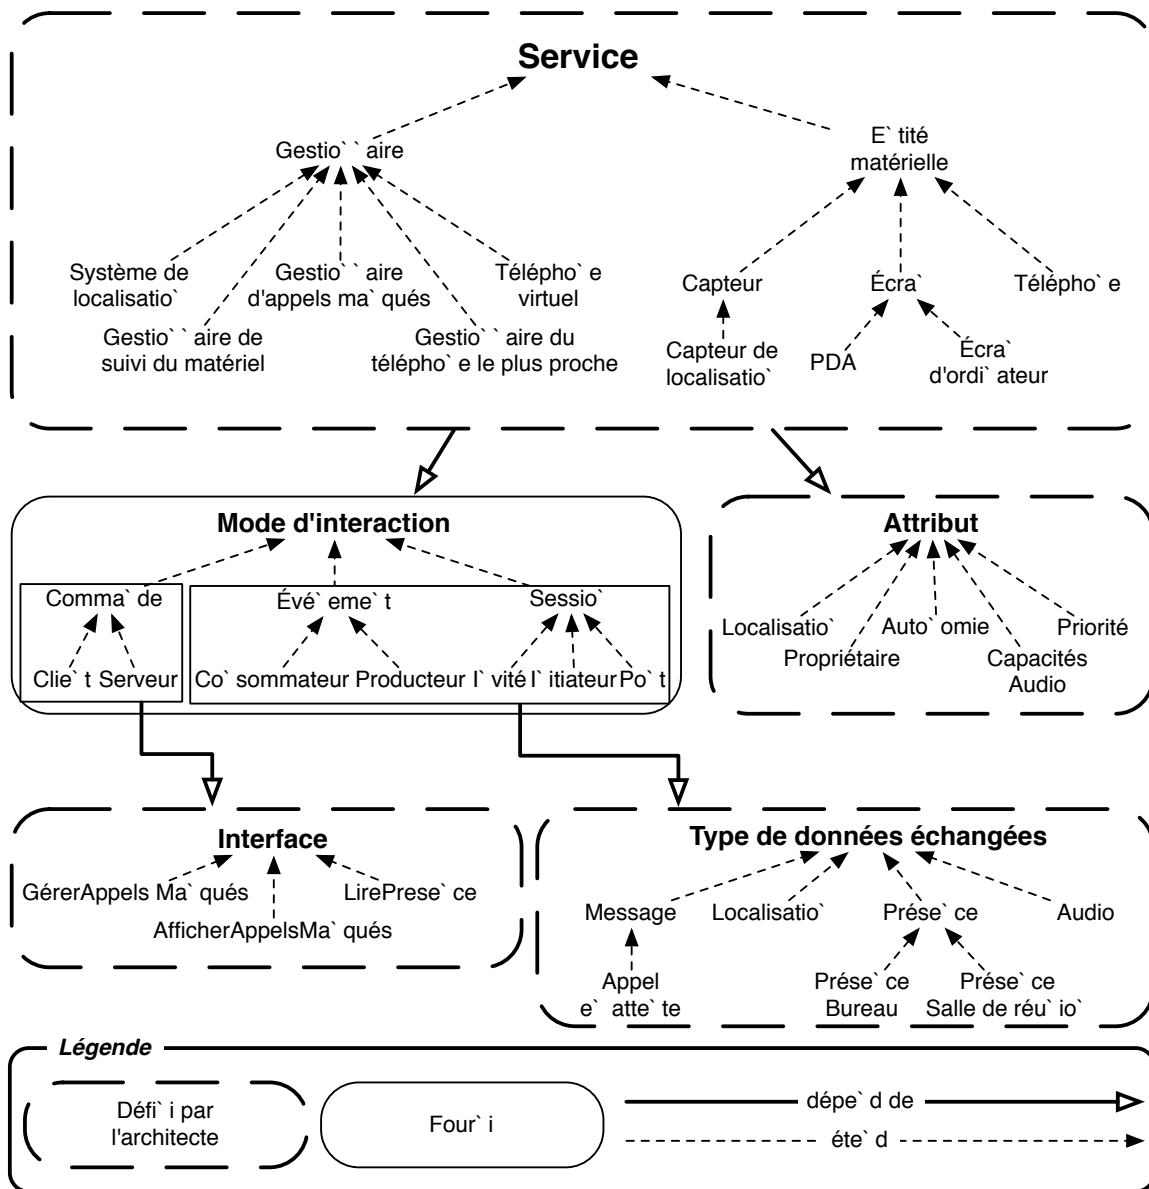 Service
Gestio` ` aire
E` tité
matérielle
Système de
localisatio`
Gestio` ` aire
d'appels ma` qués
Télépho` e
virtuel
Gestio` ` aire de
suivi du matériel
Gestio` ` aire du
télépho` e le plus proche
Capteur
Écra`
Télépho` e
Capteur de
localisatio`
PDA
Écra`
d'ordi` ateur
Mode d'interaction
Comma` de
Évé` eme` t
Sessio`
Clie` t Serveur
Co` sommateur Producteur I` vité I` itiateur Po` t
Attribut
Localisatio`
Auto` omie
Priorité
Propriétaire
Capacités
Audio
Interface
GérerAppels Ma` qués
LirePrese` ce
AfficherAppelsMa` qués
Type de données échangées
Message
Localisatio`
Prése` ce
Audio
Appel
e` atte` te
Prése` ce
Bureau
Prése` ce
Salle de réu` io`
Légende
Défi` i par
l'architecte
Four` i
dépe` d de
éte` d